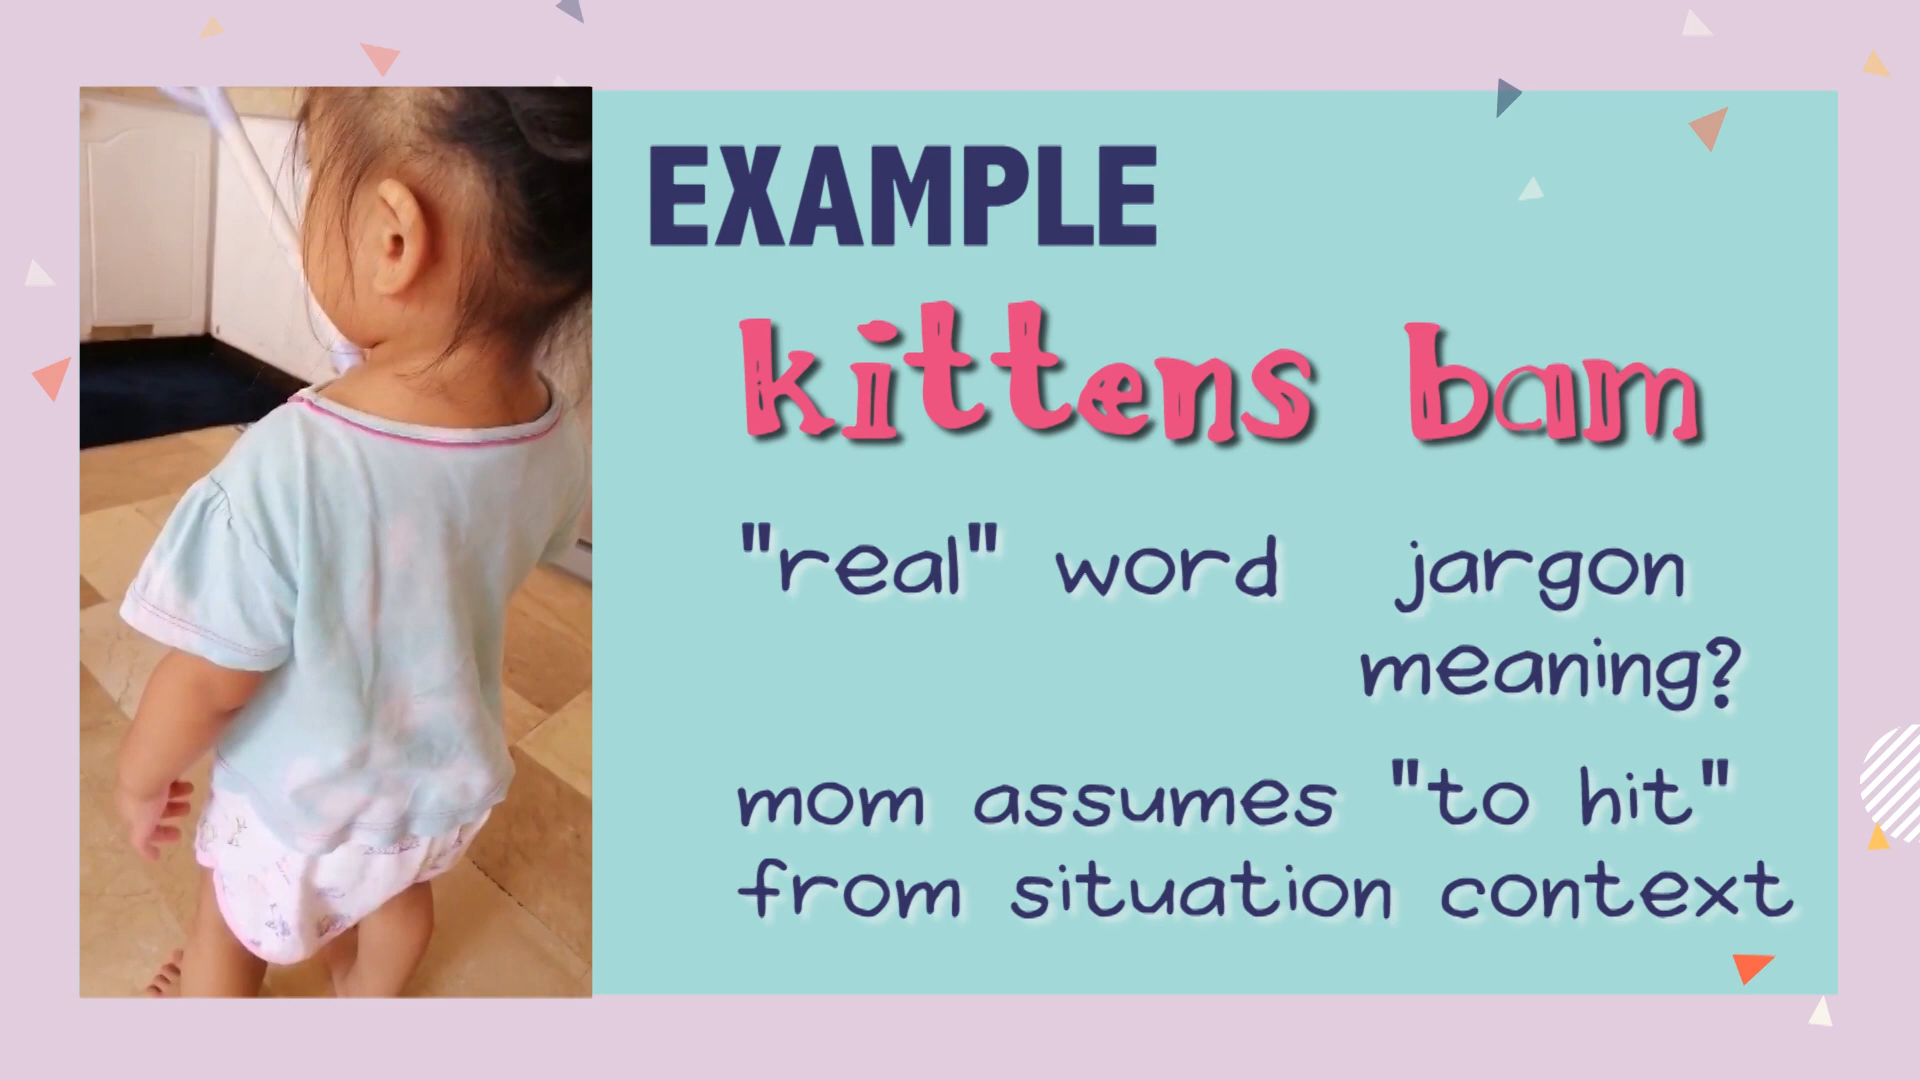 EXAMPLE
kittens bam
"real" word jargon
meaning?
mom assumes "to hit"
from situation context